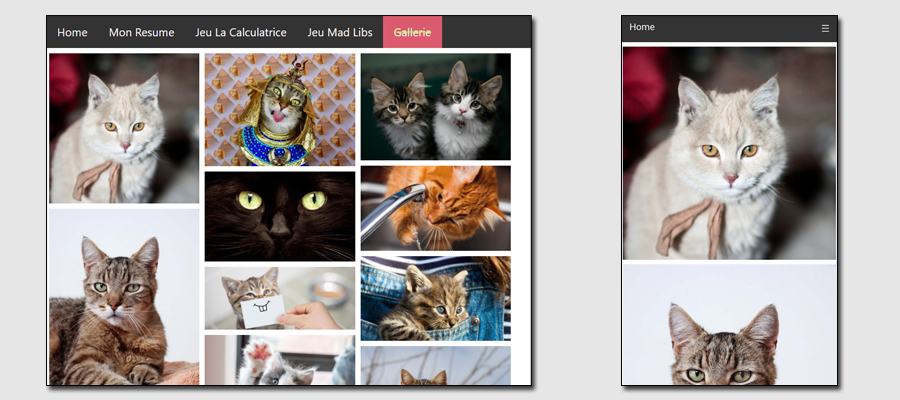 Home Mon Resume Jeu La Calculatrice Jeu Mad Libs Gallerie
Home ☰